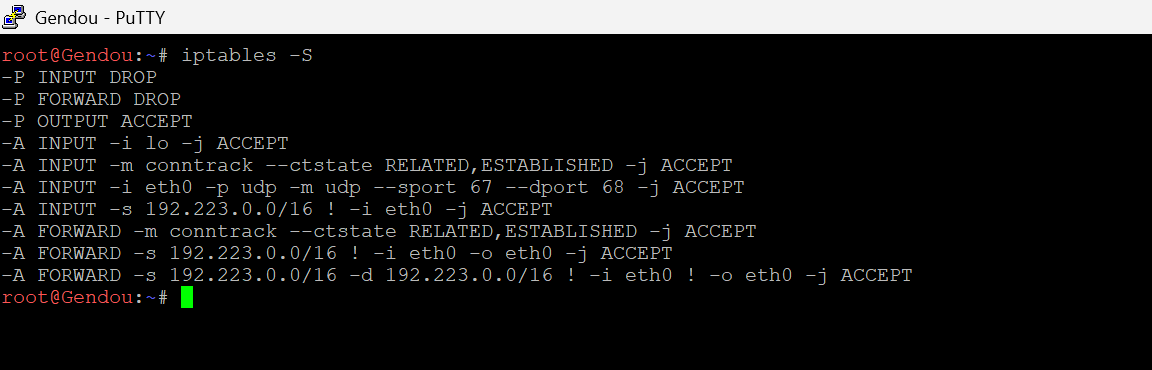 Gendou - PuTTY
root@Gendou:~# iptables -S
-P INPUT DROP
-P FORWARD DROP
-P OUTPUT ACCEPT
-A INPUT -i lo -j ACCEPT
-A INPUT -m conntrack --ctstate RELATED,ESTABLISHED -j ACCEPT
-A INPUT -i eth0 -p udp -m udp --sport 67 --dport 68 -j ACCEPT
-A INPUT -s 192.223.0.0/16 ! -i eth0 -j ACCEPT
-A FORWARD -m conntrack --ctstate RELATED,ESTABLISHED -j ACCEPT
-A FORWARD -s 192.223.0.0/16 ! -i eth0 -o eth0 -j ACCEPT
-A FORWARD -s 192.223.0.0/16 -d 192.223.0.0/16 ! -i eth0 ! -o eth0 -j ACCEPT
root@Gendou:~#